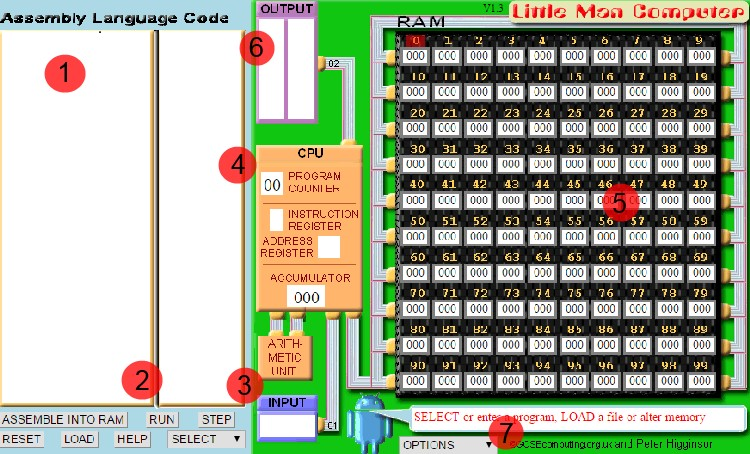 Assembly Language Code
1
2
3
ASSEMBLE INTO RAM RUN STEP
RESET LOAD HELP SELECT
OUTPUT
6
02
4
CPU
00 PROGRAM
COUNTER
INSTRUCTION
REGISTER
ADDRESS
REGISTER
ACCUMULATOR
000
ARITH-
METIC
UNIT
INPUT
01
V1.3
Little Man Computer
RAM
0 1 2 3 4 5 6 7 8 9
000 000 000 000 000 000 000 000 000 000
10 11 12 13 14 15 16 17 18 19
000 000 000 000 000 000 000 000 000 000
20 21 22 23 24 25 26 27 28 29
000 000 000 000 000 000 000 000 000 000
30 31 32 33 34 35 36 37 38 39
000 000 000 000 000 000 000 000 000 000
40 41 42 43 44 45 46 47 48 49
000 000 000 000 000 000 000 000 000 000
5
50 51 52 53 54 55 56 57 58 59
000 000 000 000 000 000 000 000 000 000
60 61 62 63 64 65 66 67 68 69
000 000 000 000 000 000 000 000 000 000
70 71 72 73 74 75 76 77 78 79
000 000 000 000 000 000 000 000 000 000
80 81 82 83 84 85 86 87 88 89
000 000 000 000 000 000 000 000 000 000
90 91 92 93 94 95 96 97 98 99
000 000 000 000 000 000 000 000 000 000
SELECT or enter a program, LOAD a file or alter memory
OPTIONS
7
©GCSEcomputing.org.uk and Peter Higginson